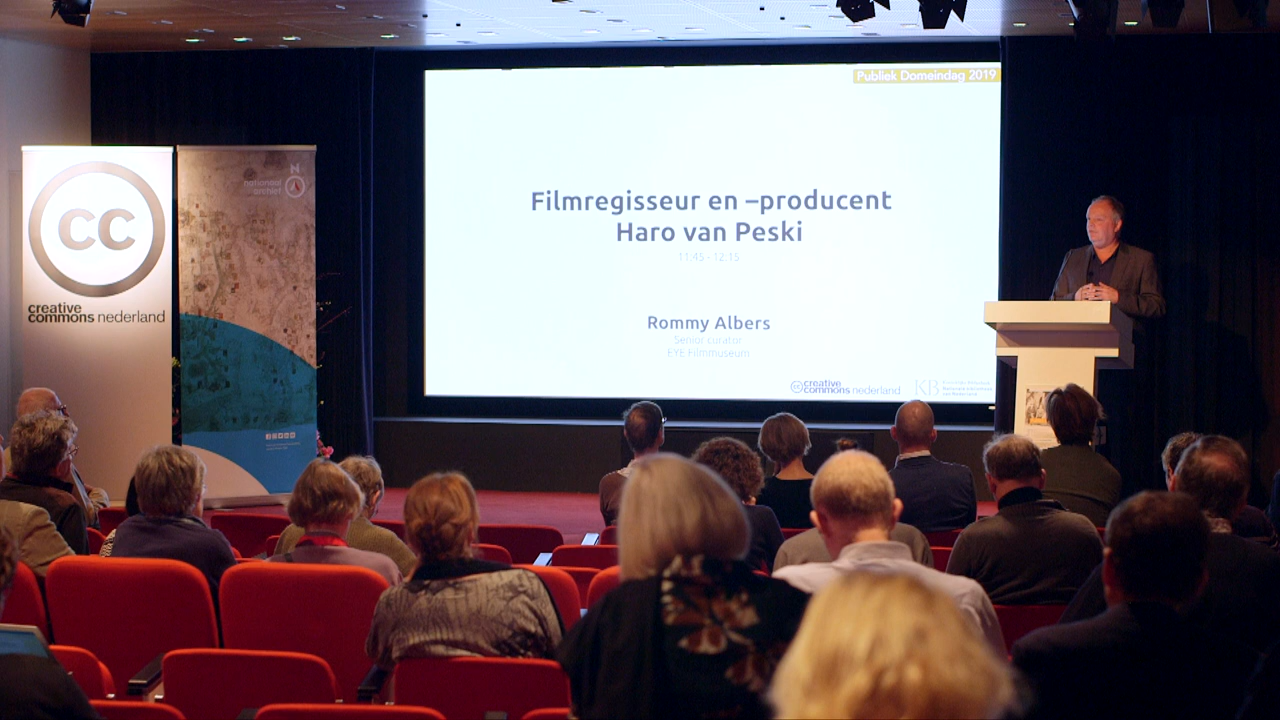 Publiek Domeindag 2019
Filmregisseur en –producent
Haro van Peski
11.45 - 12.15
Rommy Albers
Senior curator
EYE Filmmuseum
creative
commons nederland
KB
cc
creative
commons nederland
nationaal
archief